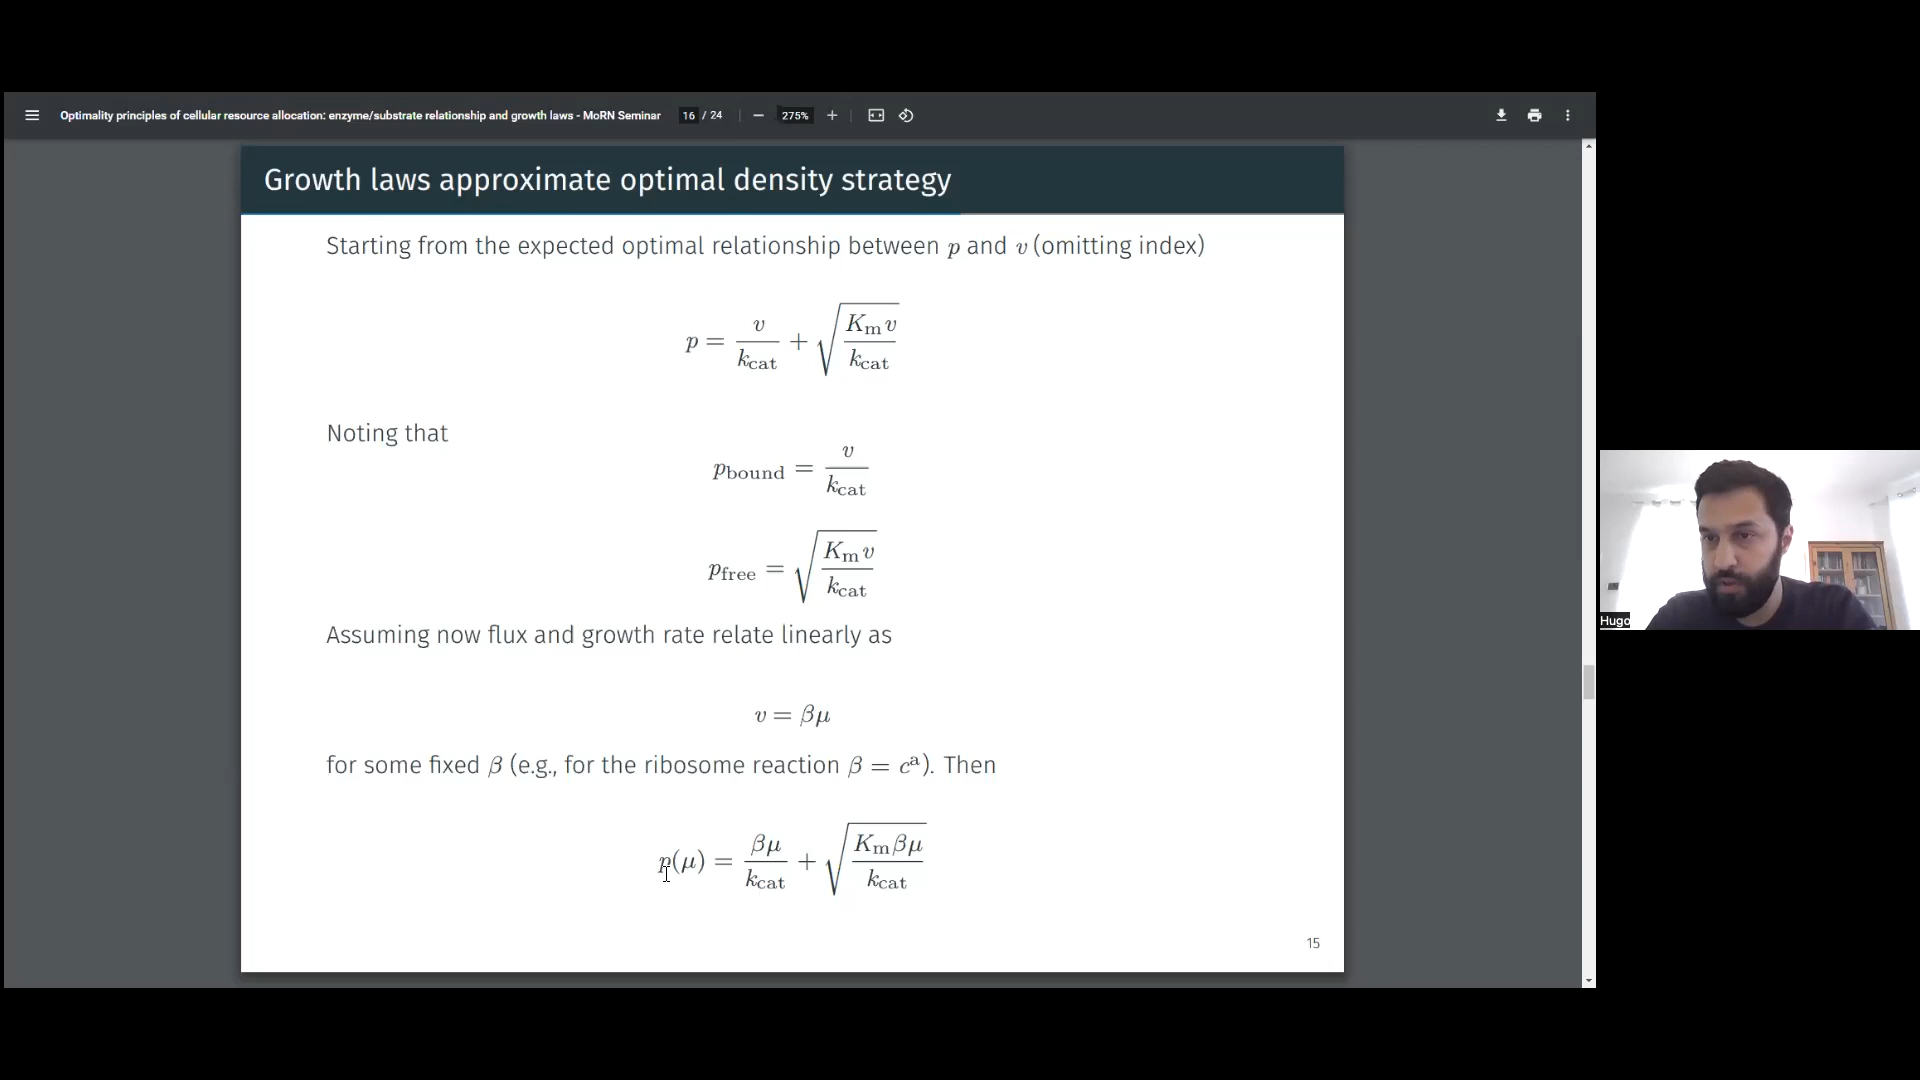 Optimality principles of cellular resource allocation: enzyme/substrate relationship and growth laws - MoRN Seminar 16 / 24 275%
Growth laws approximate optimal density strategy
Starting from the expected optimal relationship between p and v (omitting index)
p = v/k_cat + √(K_m v/k_cat)
Noting that
p_bound = v/k_cat
p_free = √(K_m v/k_cat)
Assuming now flux and growth rate relate linearly as
v = βμ
for some fixed β (e.g., for the ribosome reaction β = c^a). Then
p(μ) = βμ/k_cat + √(K_m βμ/k_cat)
15
Hugo